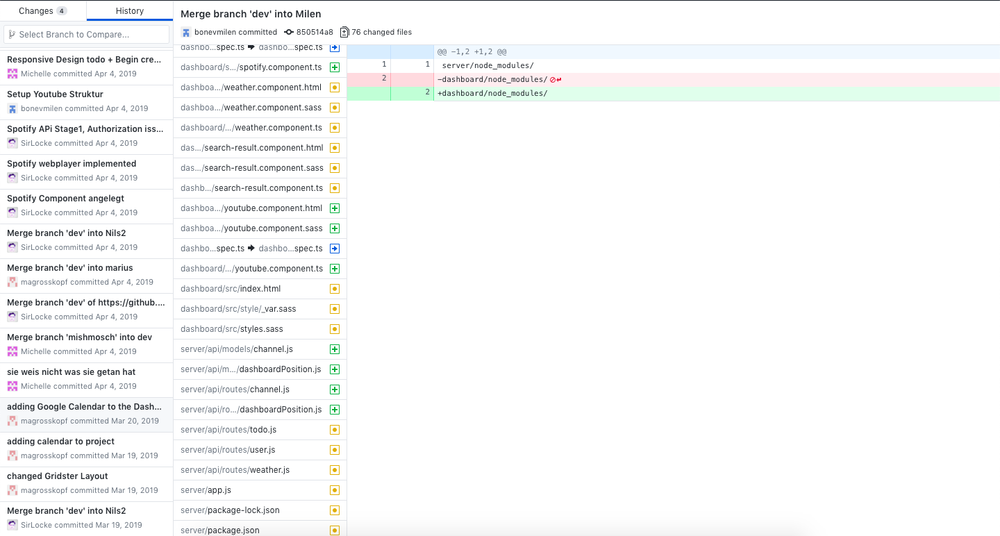 Changes 4
History
Select Branch to Compare...
Responsive Design todo + Begin cre...
Michelle committed Apr 4, 2019
Setup Youtube Struktur
bonevmilen committed Apr 4, 2019
Spotify APi Stage1, Authorization iss...
SirLocke committed Apr 4, 2019
Spotify webplayer implemented
SirLocke committed Apr 4, 2019
Spotify Component angelegt
SirLocke committed Apr 4, 2019
Merge branch 'dev' into Nils2
SirLocke committed Apr 4, 2019
Merge branch 'dev' into marius
magrosskopf committed Apr 4, 2019
Merge branch 'dev' of https://github....
SirLocke committed Apr 4, 2019
Merge branch 'mishmosch' into dev
Michelle committed Apr 4, 2019
sie weis nicht was sie getan hat
Michelle committed Apr 4, 2019
adding Google Calendar to the Dash...
magrosskopf committed Mar 20, 2019
adding calendar to project
magrosskopf committed Mar 19, 2019
changed Gridster Layout
magrosskopf committed Mar 19, 2019
Merge branch 'dev' into Nils2
SirLocke committed Mar 19, 2019
Merge branch 'dev' into Milen
bonevmilen committed 850514a8 76 changed files
dashbo...spec.ts → dashbo...spec.ts
dashboard/s.../spotify.component.ts
dashboa.../weather.component.html
dashboa.../weather.component.sass
dashboard/.../weather.component.ts
das.../search-result.component.html
das.../search-result.component.sass
dashb.../search-result.component.ts
dashboa.../youtube.component.html
dashboa.../youtube.component.sass
dashbo...spec.ts → dashbo...spec.ts
dashboard/.../youtube.component.ts
dashboard/src/index.html
dashboard/src/style/_var.sass
dashboard/src/styles.sass
server/api/models/channel.js
server/api/m.../dashboardPosition.js
server/api/routes/channel.js
server/api/ro.../dashboardPosition.js
server/api/routes/todo.js
server/api/routes/user.js
server/api/routes/weather.js
server/app.js
server/package-lock.json
server/package.json
@@ -1,2 +1,2 @@
1 1 server/node_modules/
2 -dashboard/node_modules/
2 +dashboard/node_modules/